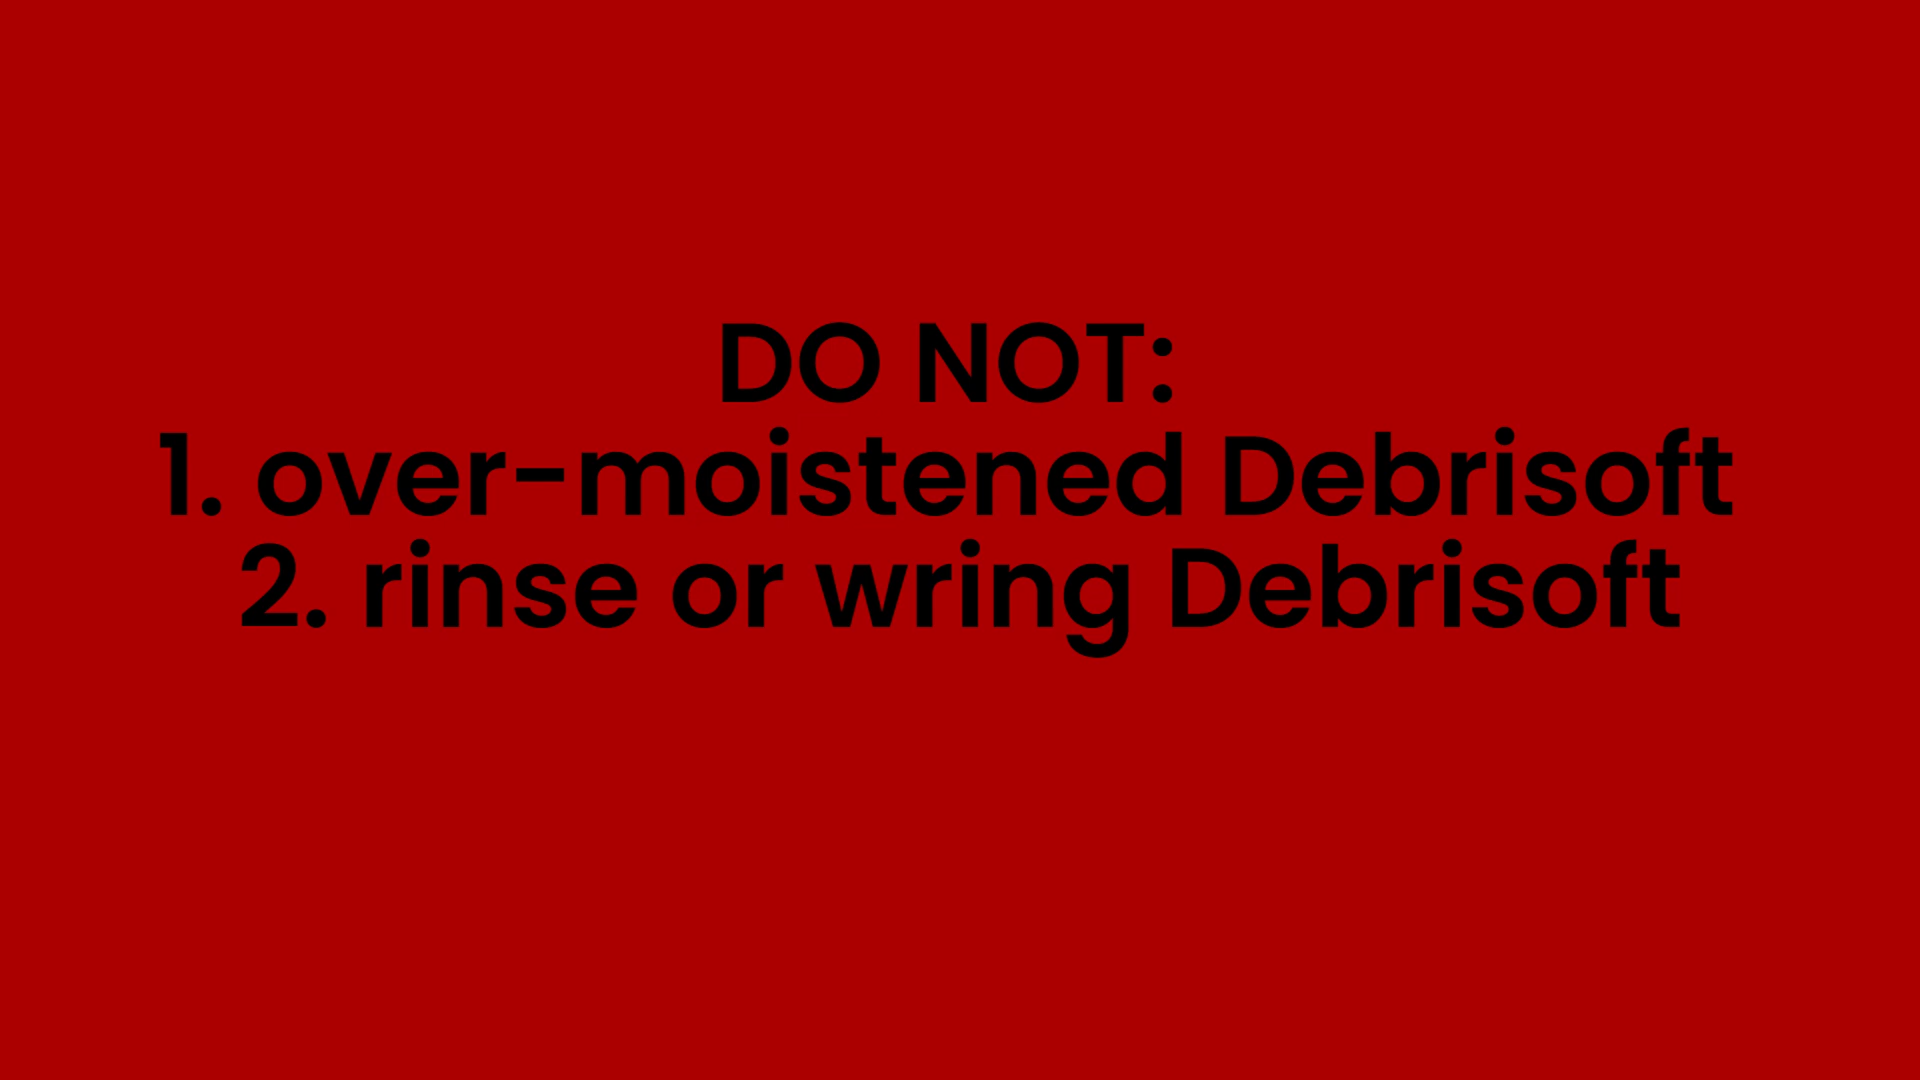 DO NOT:
1. over-moistened Debrisoft
2. rinse or wring Debrisoft